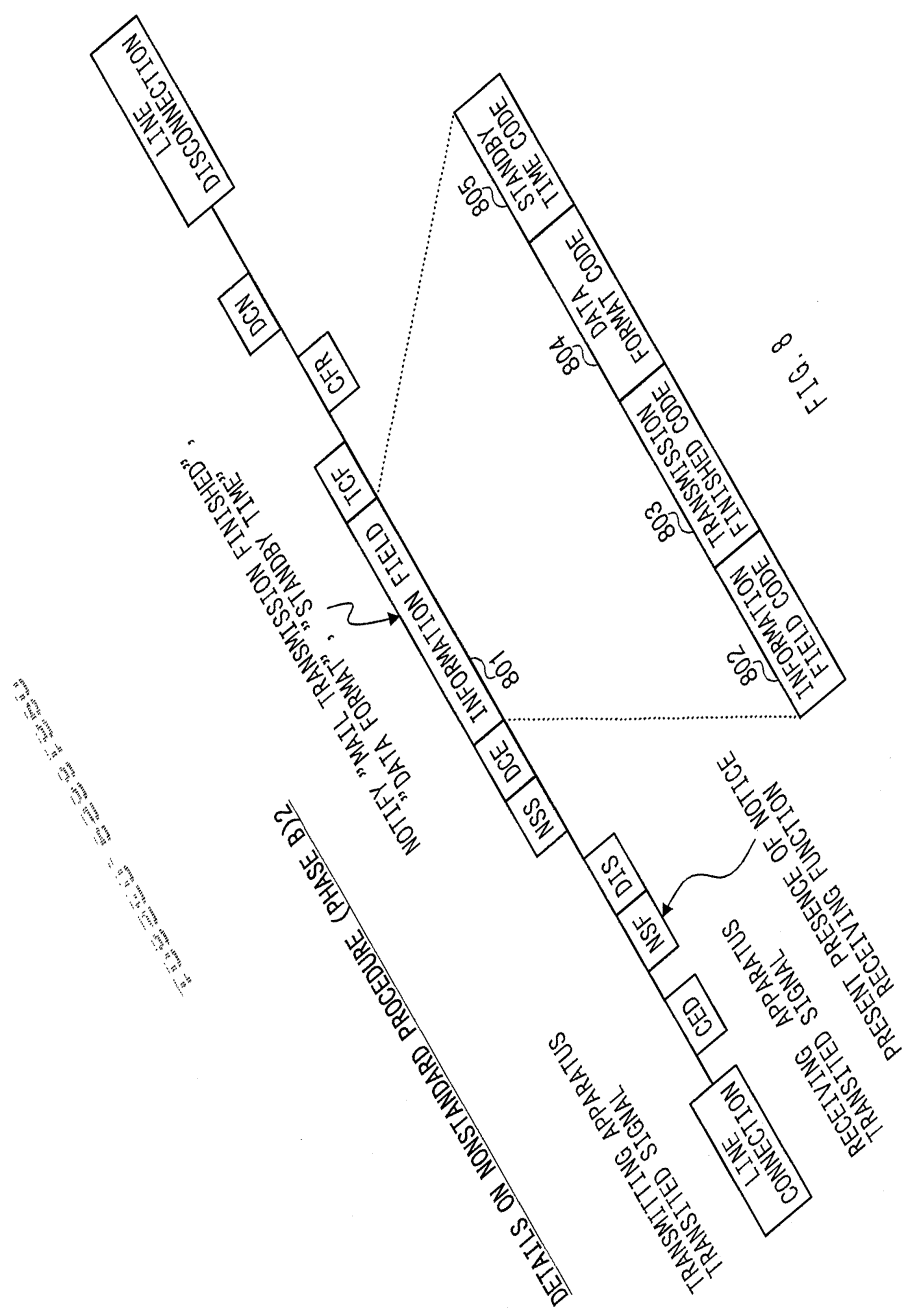 DETAILS ON NONSTANDARD PROCEDURE (PHASE B)2
NOTIFY "MAIL TRANSMISSION FINISHED",
"DATA FORMAT", "STANDBY TIME"
TRANSMITTING APPARATUS
TRANSITED SIGNAL
LINE
CONNECTION
CED
NSF
DIS
NSS
DCE
INFORMATION FIELD
TCF
CFR
DCN
LINE
DISCONNECTION
801
RECEIVING APPARATUS
TRANSITED SIGNAL
PRESENT PRESENCE OF NOTICE
RECEIVING FUNCTION
802
803
804
805
INFORMATION
FIELD CODE
TRANSMISSION
FINISHED CODE
DATA
FORMAT CODE
STANDBY
TIME CODE
FIG. 8